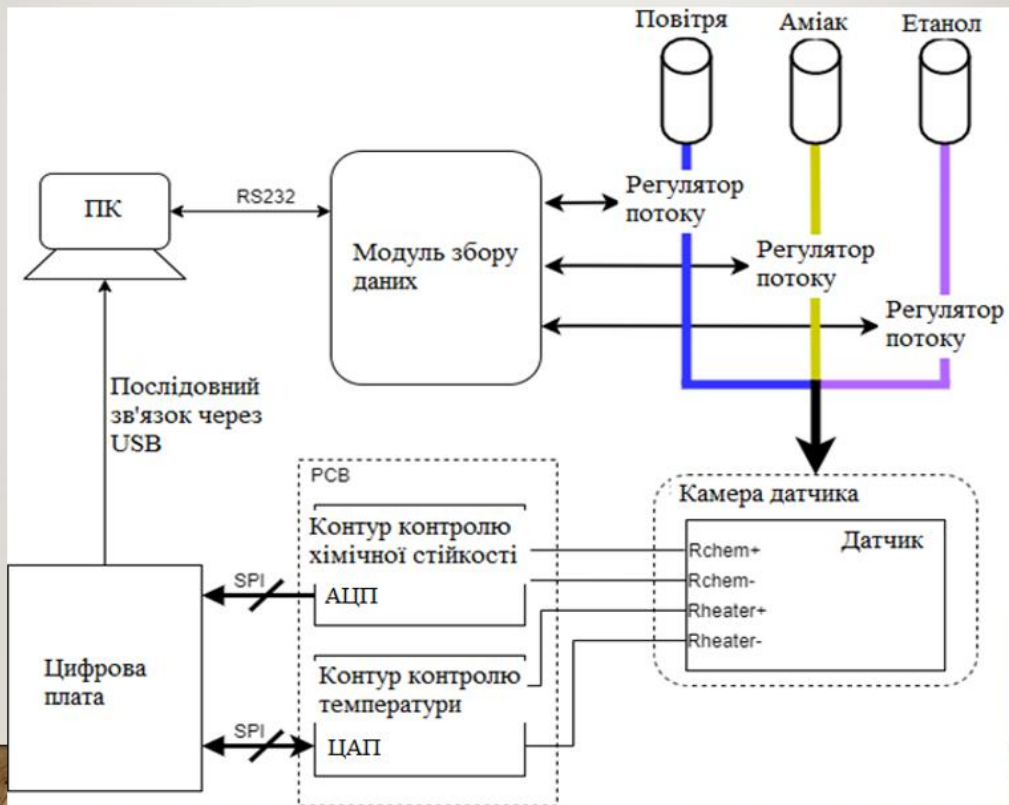 Повітря
Аміак
Етанол
ПК
RS232
Модуль збору
даних
Регулятор
потоку
Регулятор
потоку
Регулятор
потоку
Послідовний
зв'язок через
USB
PCB
Контур контролю
хімічної стійкості
АЦП
Контур контролю
температури
ЦАП
SPI
SPI
Цифрова
плата
Камера датчика
Датчик
Rchem+
Rchem-
Rheater+
Rheater-